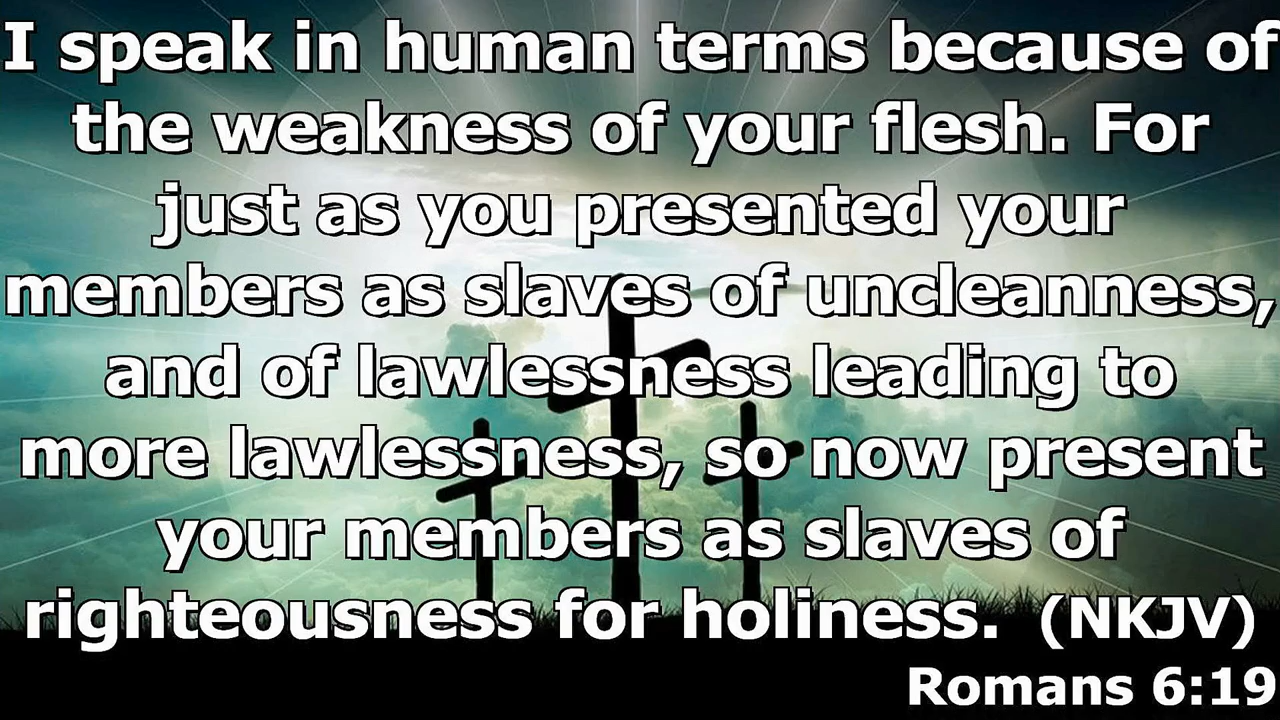 I speak in human terms because of
the weakness of your flesh. For
just as you presented your
members as slaves of uncleanness,
and of lawlessness leading to
more lawlessness, so now present
your members as slaves of
righteousness for holiness.  (NKJV)
Romans 6:19